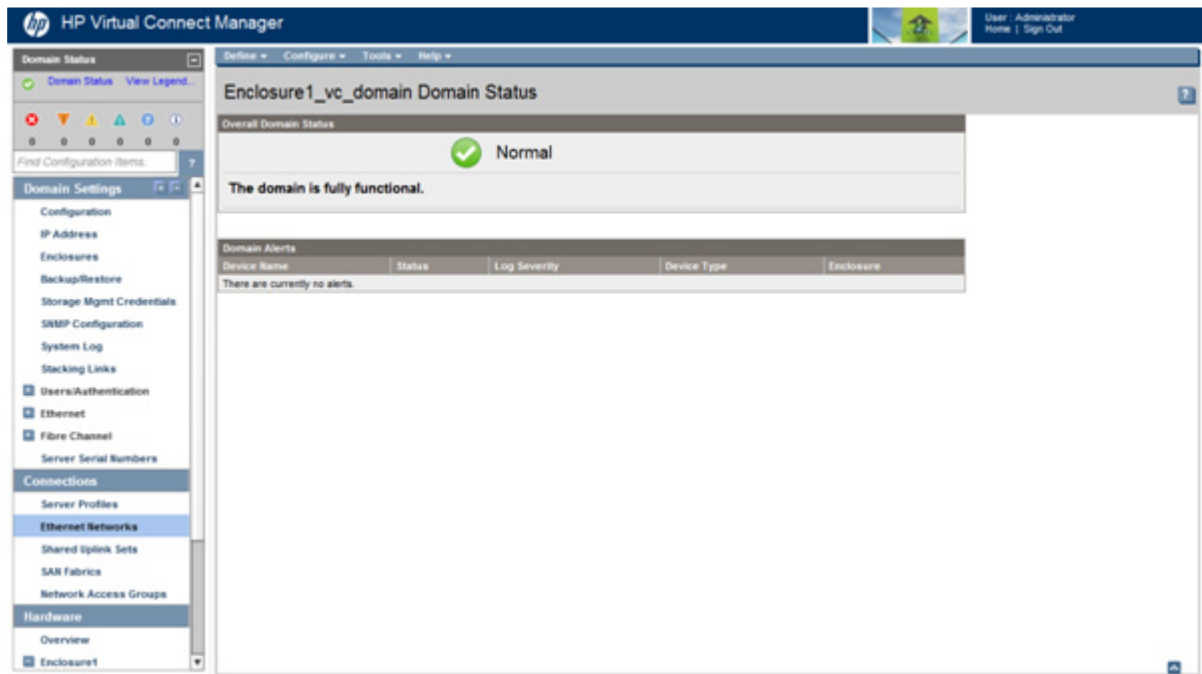 hp HP Virtual Connect Manager
User : Administrator
Home | Sign Out
Domain Status
Domain Status View Legend...
0 0 0 0 0 0
Find Configuration Items.
?
Domain Settings
Configuration
IP Address
Enclosures
Backup/Restore
Storage Mgmt Credentials
SNMP Configuration
System Log
Stacking Links
Users/Authentication
Ethernet
Fibre Channel
Server Serial Numbers
Connections
Server Profiles
Ethernet Networks
Shared Uplink Sets
SAN Fabrics
Network Access Groups
Hardware
Overview
Enclosure1
Define Configure Tools Help
Enclosure1_vc_domain Domain Status
?
Overall Domain Status
Normal
The domain is fully functional.
Domain Alerts
Device Name Status Log Severity Device Type Enclosure
There are currently no alerts.